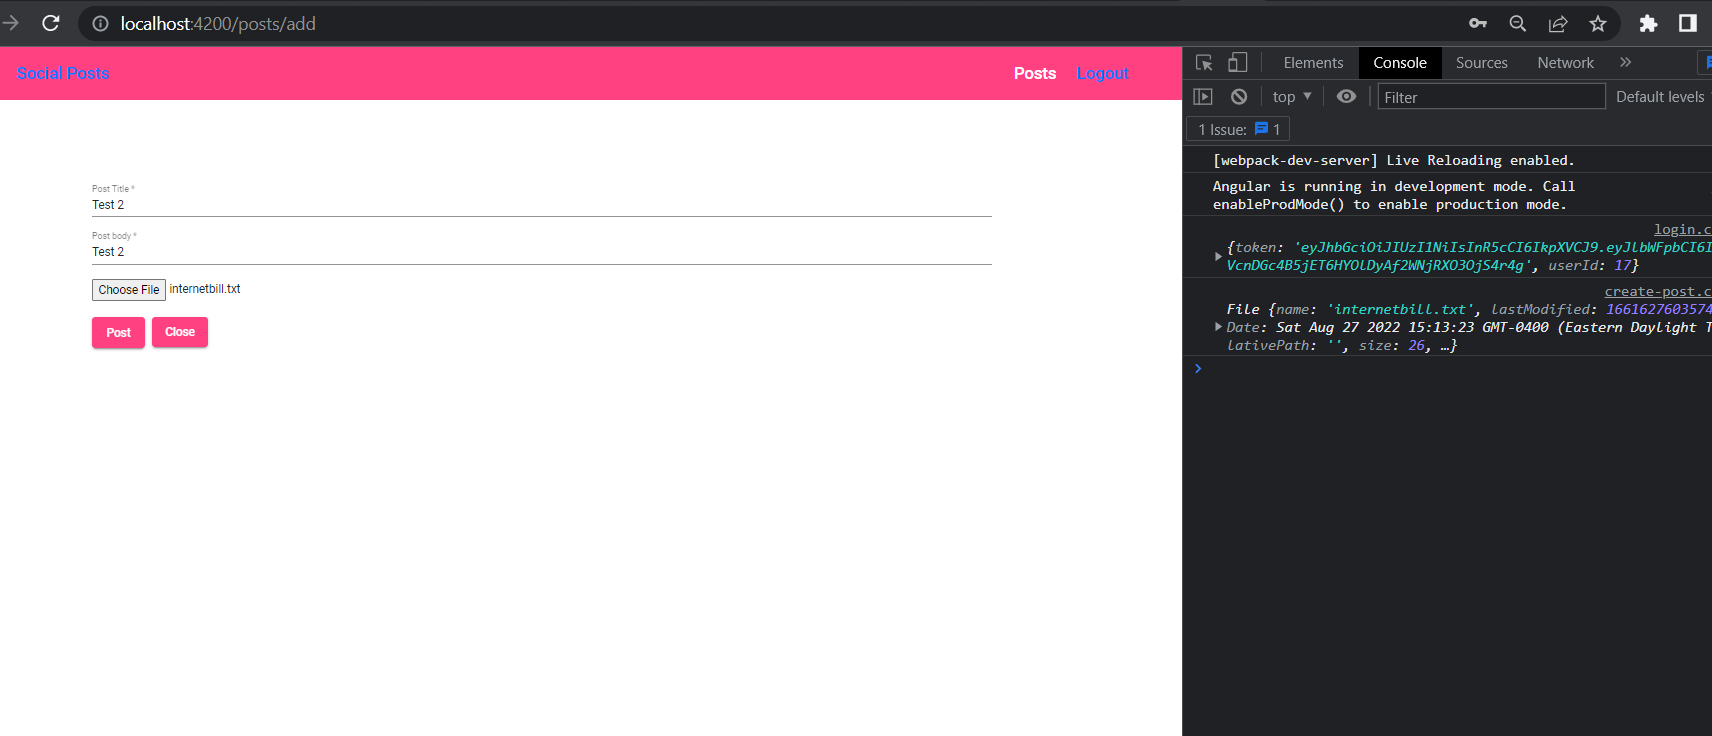 localhost:4200/posts/add
Social Posts
Posts
Logout
Post Title *
Test 2
Post body *
Test 2
Choose File internetbill.txt
Post
Close
Elements
Console
Sources
Network
top
Filter
Default levels
1 Issue: 1
[webpack-dev-server] Live Reloading enabled.
Angular is running in development mode. Call
enableProdMode() to enable production mode.
login.c
{token: 'eyJhbGciOiJIUzI1NiIsInR5cCI6IkpXVCJ9.eyJlbWFpbCI6I
VcnDGc4B5jET6HYOlDyAf2WNjRXO3OjS4r4g', userId: 17}
create-post.c
File {name: 'internetbill.txt', lastModified: 1661627603574
Date: Sat Aug 27 2022 15:13:23 GMT-0400 (Eastern Daylight T
lativePath: '', size: 26, …}